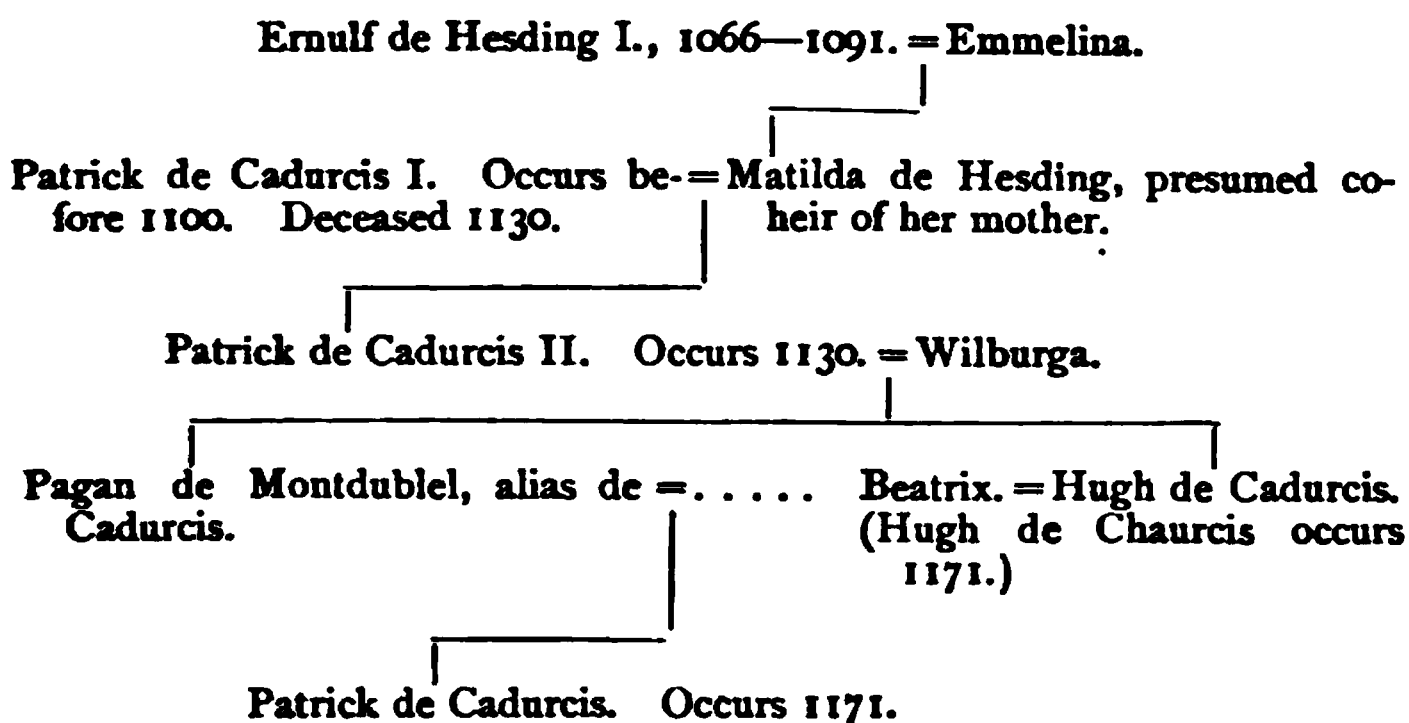 Ernulf de Hesding I., 1066—1091. = Emmelina.
Patrick de Cadurcis I. Occurs be- = Matilda de Hesding, presumed co-
fore 1100. Deceased 1130. heir of her mother.
Patrick de Cadurcis II. Occurs 1130. = Wilburga.
Pagan de Montdublel, alias de = . . . . . Beatrix. = Hugh de Cadurcis.
Cadurcis. (Hugh de Chaurcis occurs
1171.)
Patrick de Cadurcis. Occurs 1171.